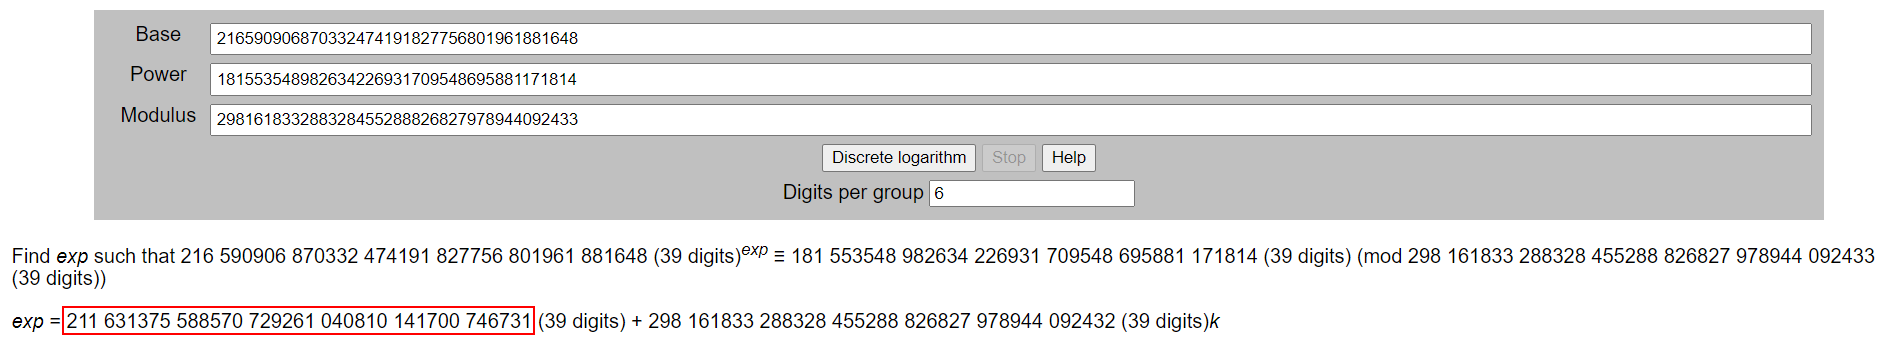 Base 216590906870332474191827756801961881648
Power 181553548982634226931709548695881171814
Modulus 298161833288328455288826827978944092433
Discrete logarithm Stop Help
Digits per group 6
Find exp such that 216 590906 870332 474191 827756 801961 881648 (39 digits)exp ≡ 181 553548 982634 226931 709548 695881 171814 (39 digits) (mod 298 161833 288328 455288 826827 978944 092433
(39 digits))
exp = 211 631375 588570 729261 040810 141700 746731 (39 digits) + 298 161833 288328 455288 826827 978944 092432 (39 digits)k